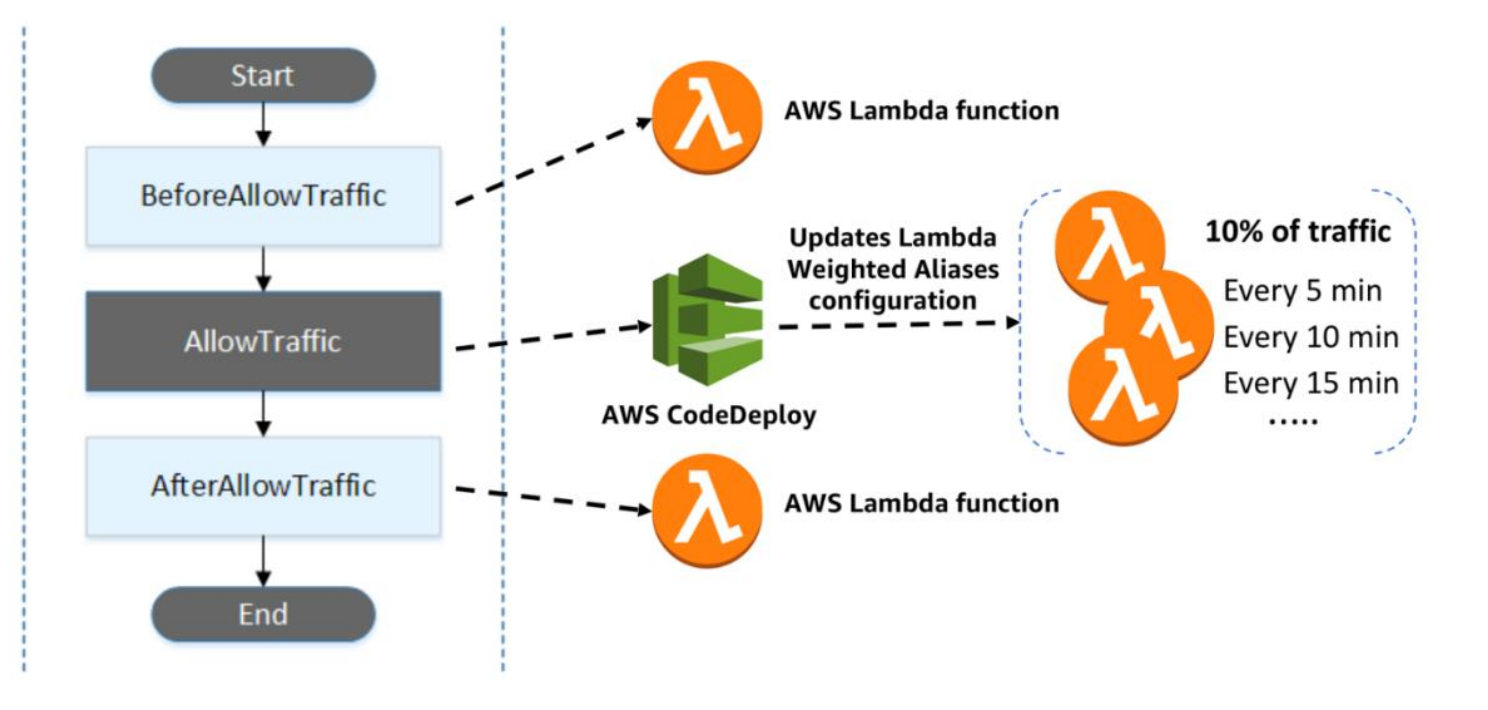 Start
BeforeAllowTraffic
AllowTraffic
AfterAllowTraffic
End
AWS Lambda function
Updates Lambda
Weighted Aliases
configuration
AWS CodeDeploy
10% of traffic
Every 5 min
Every 10 min
Every 15 min
.....
AWS Lambda function